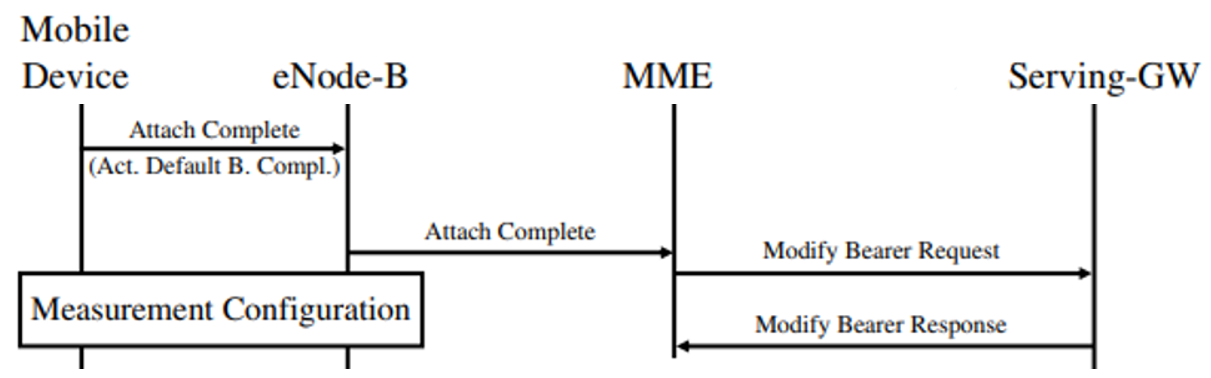 Mobile
Device eNode-B MME Serving-GW
Attach Complete
(Act. Default B. Compl.)
Attach Complete
Modify Bearer Request
Measurement Configuration
Modify Bearer Response